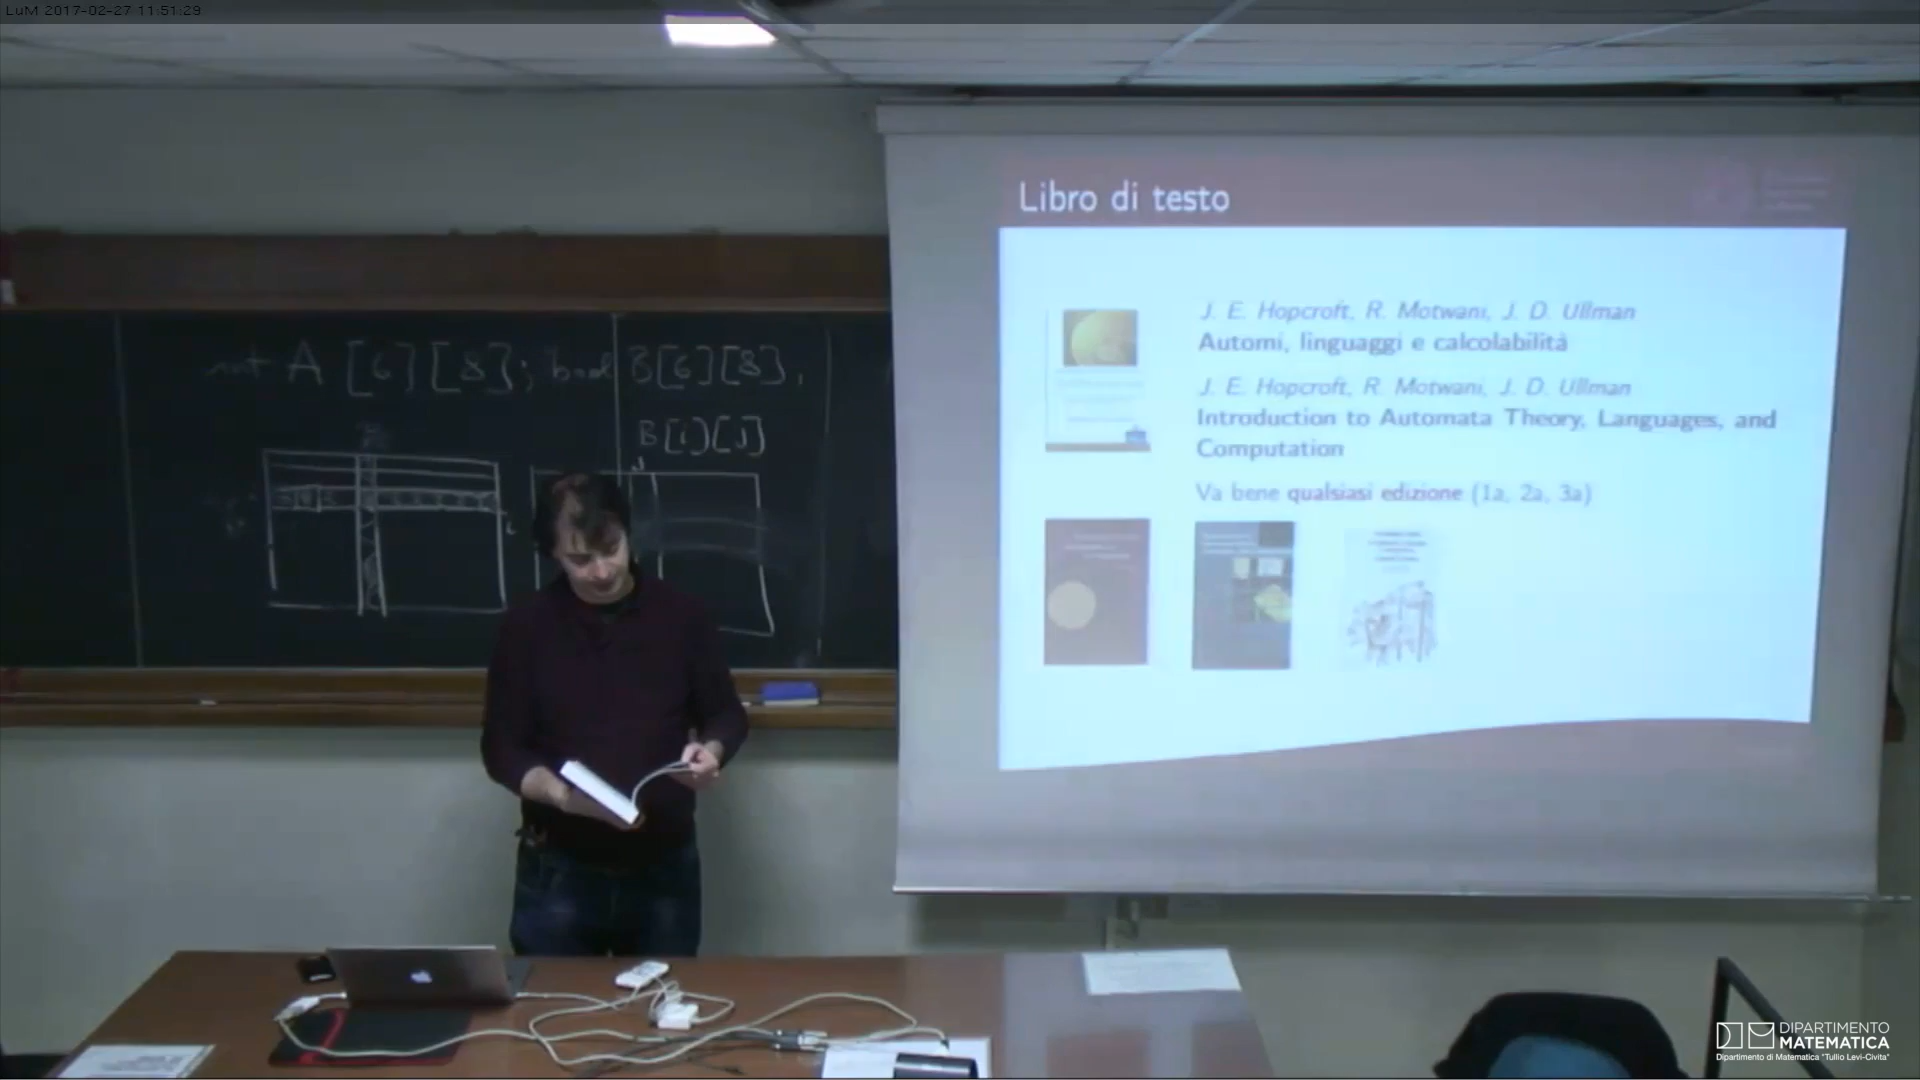 LuM 2017-02-27 11:51:29
Libro di testo
J. E. Hopcroft, R. Motwani, J. D. Ullman
Automi, linguaggi e calcolabilità
J. E. Hopcroft, R. Motwani, J. D. Ullman
Introduction to Automata Theory, Languages, and
Computation
Va bene qualsiasi edizione (1a, 2a, 3a)
int A [6][8]; bool B[6][8],
B[i][J]
J
i
DIPARTIMENTO
MATEMATICA
Dipartimento di Matematica "Tullio Levi-Civita"